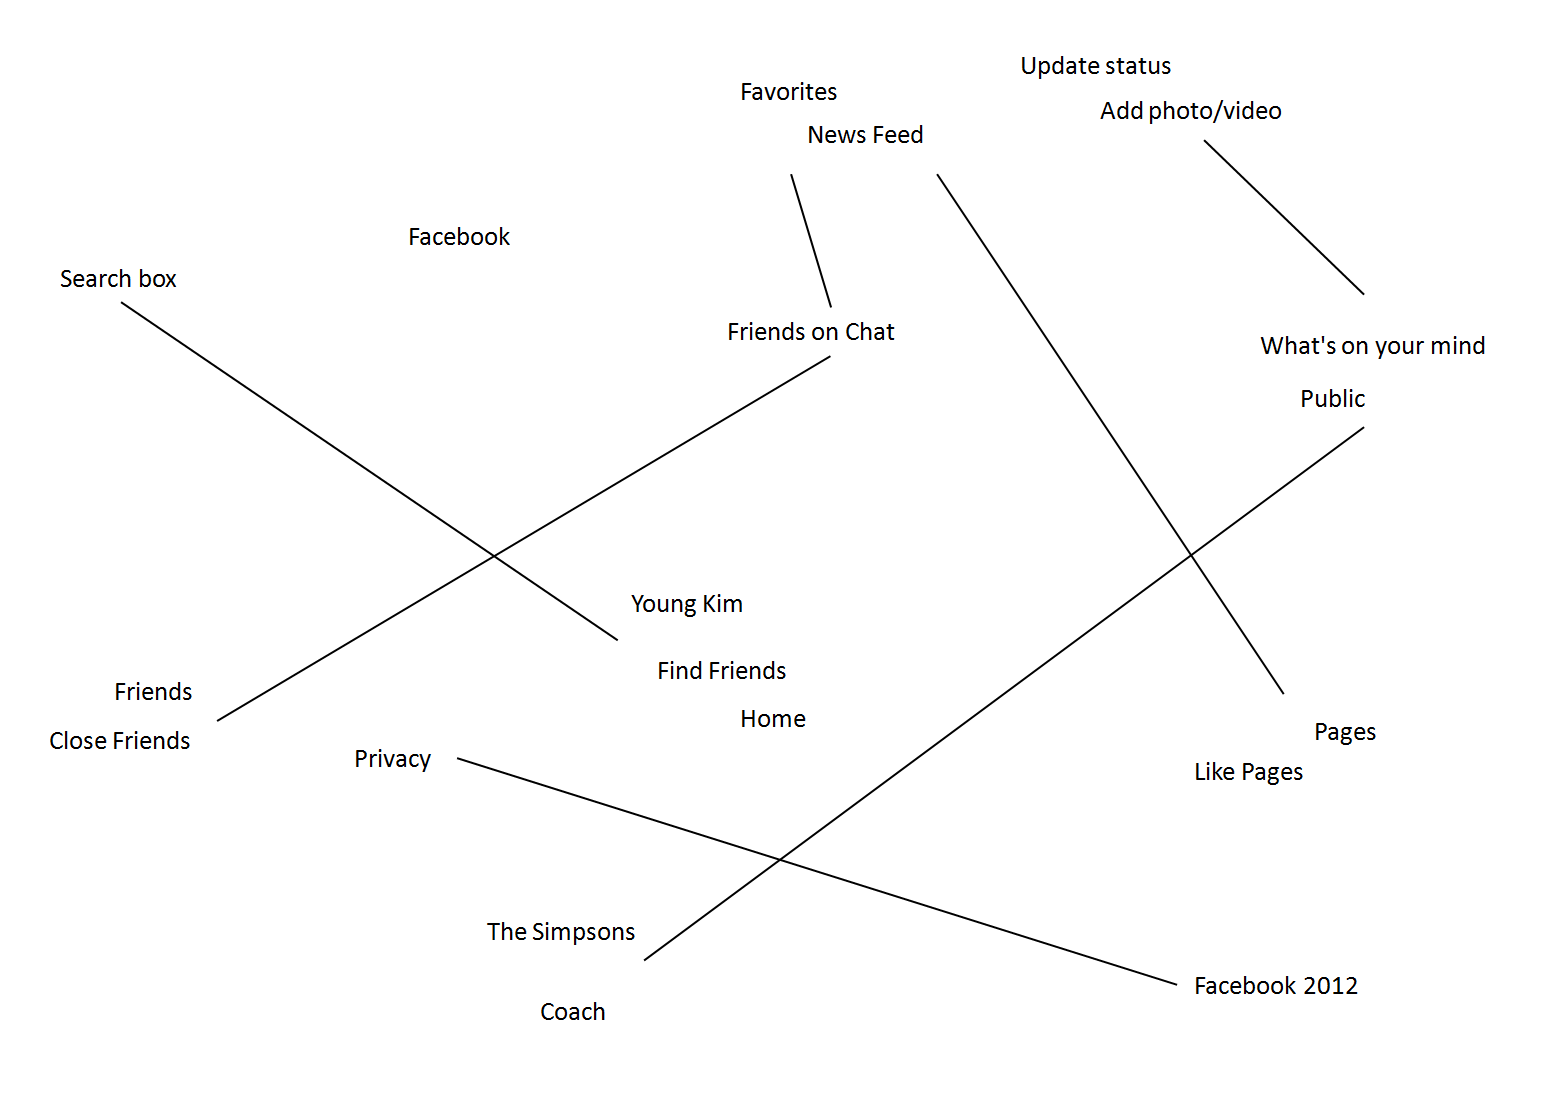 Update status
Favorites
Add photo/video
News Feed
Facebook
Search box
Friends on Chat
What's on your mind
Public
Young Kim
Find Friends
Friends
Home
Close Friends
Privacy
Pages
Like Pages
The Simpsons
Facebook 2012
Coach